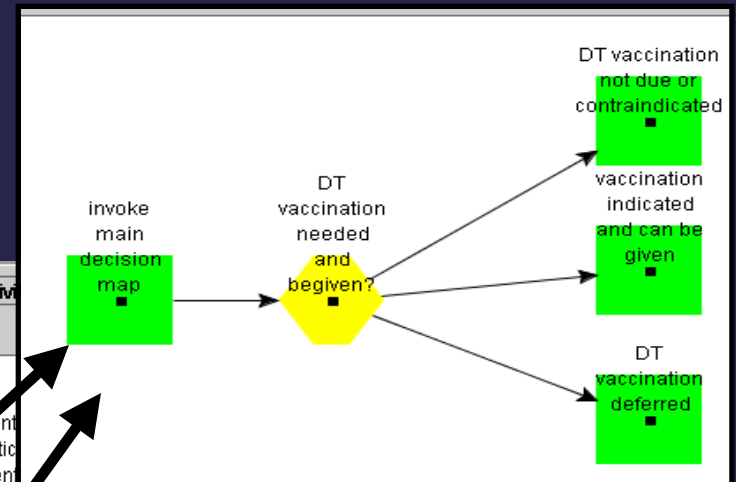 invoke
main
decision
map
DT
vaccination
needed
and
begiven?
DT vaccination
not due or
contraindicated
vaccination
indicated
and can be
given
DT
vaccination
deferred